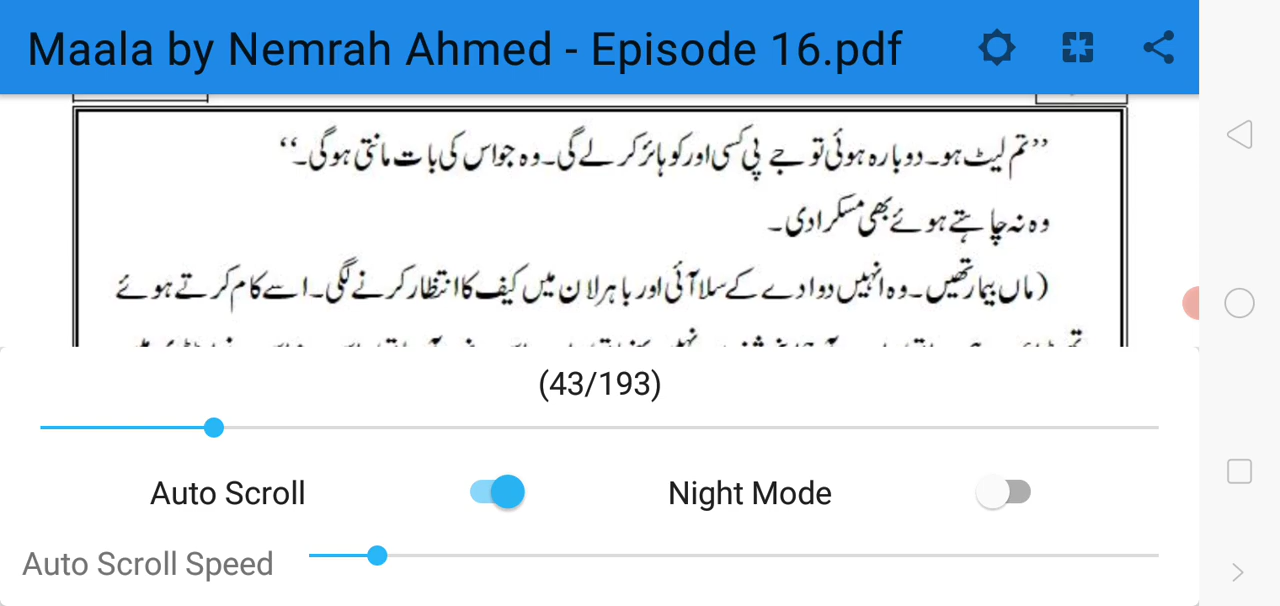 Maala by Nemrah Ahmed - Episode 16.pdf
”تم لیٹ ہو۔ دوبارہ ہوئی تو جے پی کسی اور کو ہائر کر لے گی۔ وہ جو اس کی بات مانتی ہوگی۔“
وہ نہ چاہتے ہوئے بھی مسکرا دی۔
(ماں بیمار تھیں۔ وہ انہیں دوا دے کے سلا آئی اور باہر لان میں کیف کا انتظار کرنے لگی۔ اسے کام کرتے ہوئے
(43/193)
Auto Scroll
Night Mode
Auto Scroll Speed